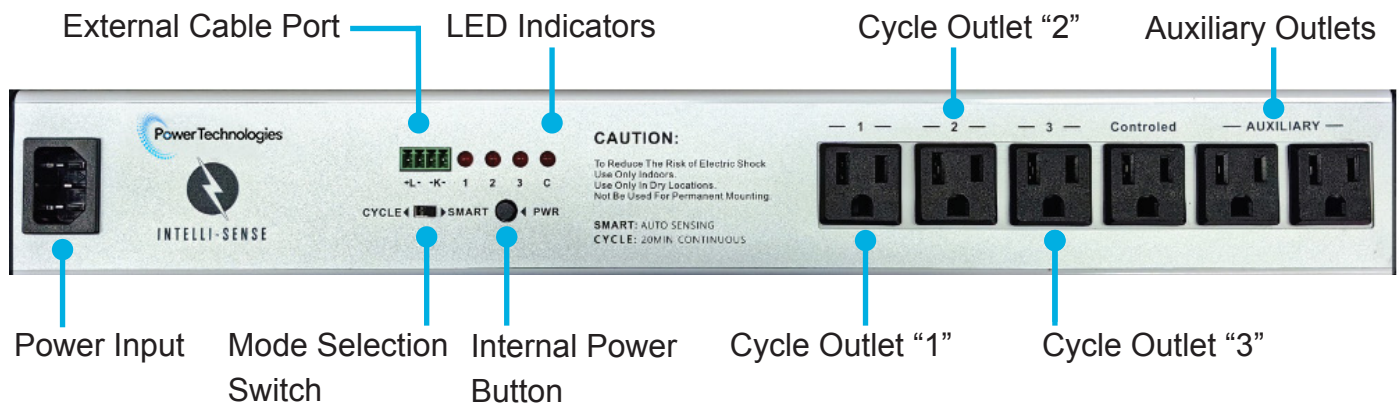 External Cable Port
LED Indicators
Cycle Outlet “2”
Auxiliary Outlets
PowerTechnologies
INTELLI-SENSE
+L- -K- 1 2 3 C
CYCLE SMART PWR
CAUTION:
To Reduce The Risk of Electric Shock
Use Only Indoors.
Use Only In Dry Locations.
Not Be Used For Permanent Mounting.
SMART: AUTO SENSING
CYCLE: 20MIN CONTINUOUS
— 1 — — 2 — — 3 — Controled — AUXILIARY —
Power Input
Mode Selection
Switch
Internal Power
Button
Cycle Outlet “1”
Cycle Outlet “3”